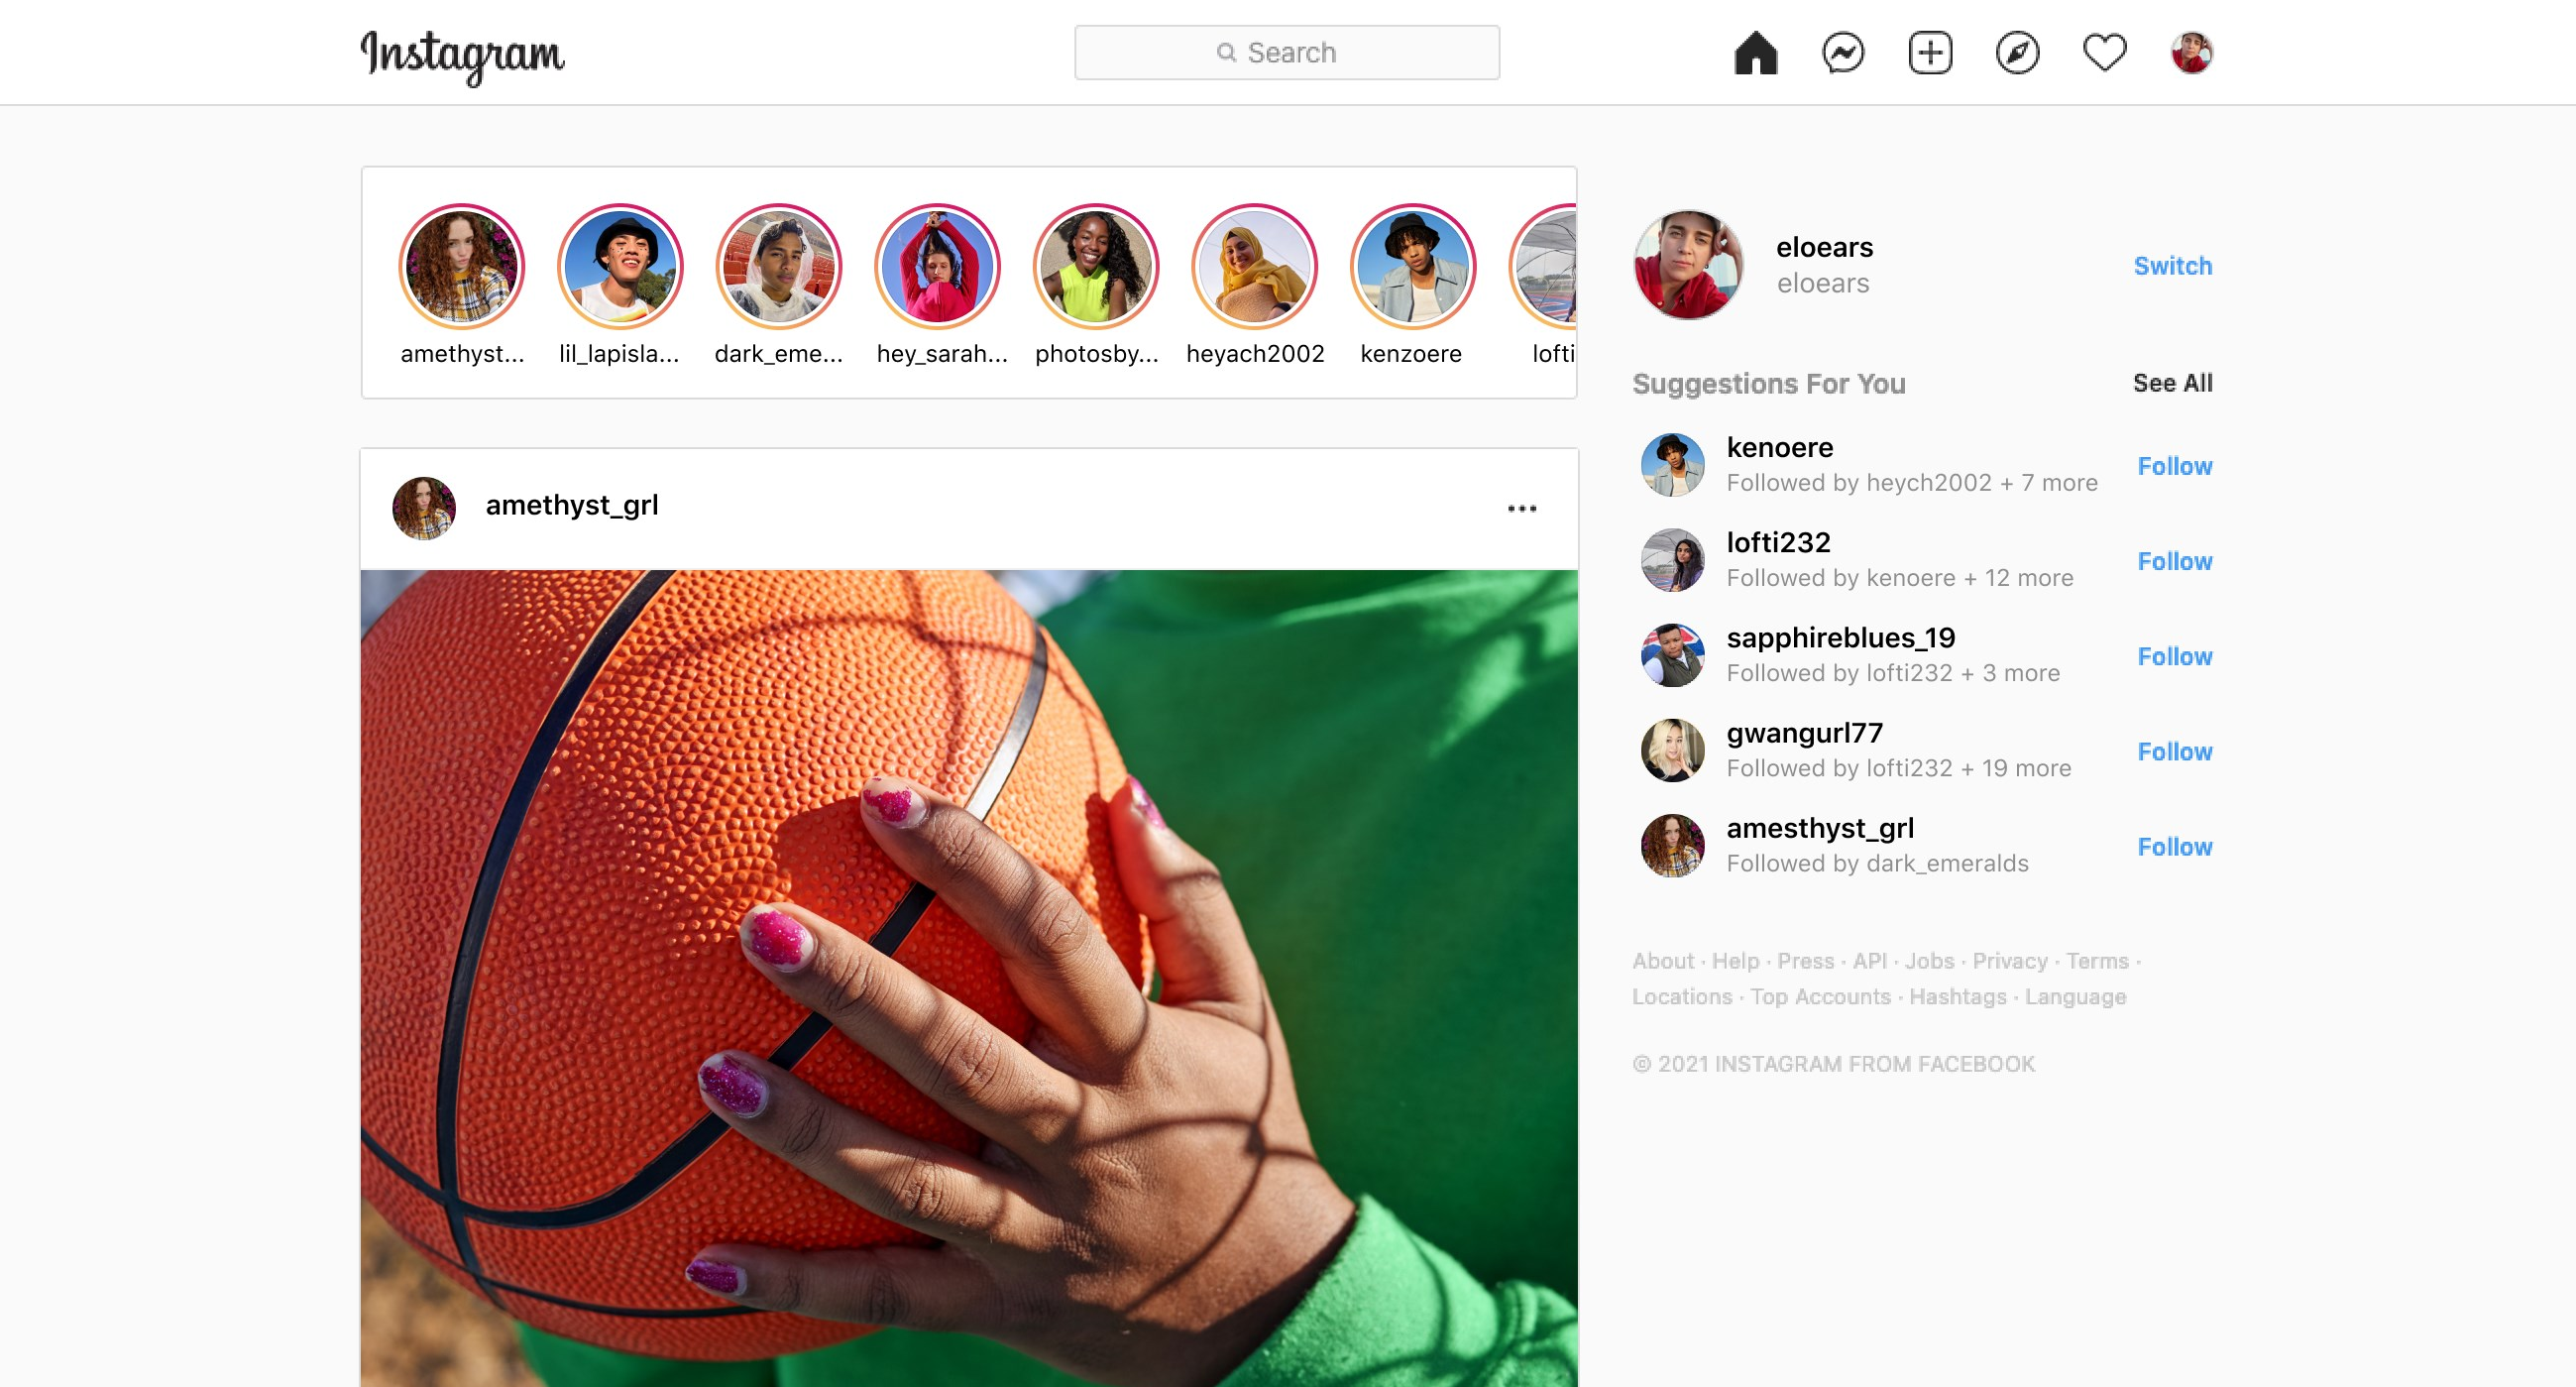 Instagram
Search
amethyst...
lil_lapisla...
dark_eme...
hey_sarah...
photosby...
heyach2002
kenzoere
lofti
amethyst_grl
eloears
eloears
Switch
Suggestions For You
See All
kenoere
Followed by heych2002 + 7 more
Follow
lofti232
Followed by kenoere + 12 more
Follow
sapphireblues_19
Followed by lofti232 + 3 more
Follow
gwangurl77
Followed by lofti232 + 19 more
Follow
amesthyst_grl
Followed by dark_emeralds
Follow
About · Help · Press · API · Jobs · Privacy · Terms ·
Locations · Top Accounts · Hashtags · Language
© 2021 INSTAGRAM FROM FACEBOOK